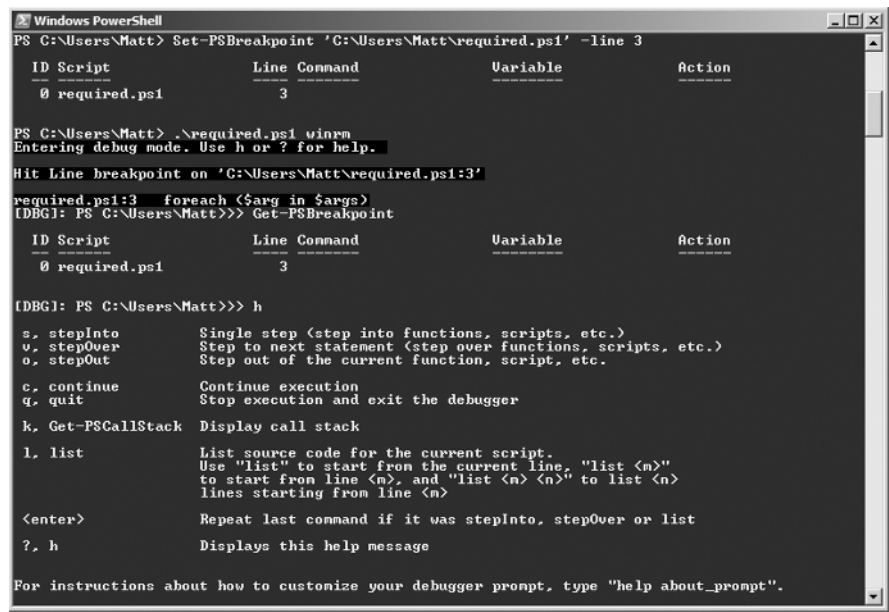 Windows PowerShell
PS C:\Users\Matt> Set-PSBreakpoint 'C:\Users\Matt\required.ps1' -line 3
ID Script Line Command Variable Action
-- ------ ---- ------- -------- ------
0 required.ps1 3
PS C:\Users\Matt> .\required.ps1 winrm
Entering debug mode. Use h or ? for help.
Hit Line breakpoint on 'C:\Users\Matt\required.ps1:3'
required.ps1:3 foreach ($arg in $args)
[DBG]: PS C:\Users\Matt>>> Get-PSBreakpoint
ID Script Line Command Variable Action
-- ------ ---- ------- -------- ------
0 required.ps1 3
[DBG]: PS C:\Users\Matt>>> h
s, stepInto Single step (step into functions, scripts, etc.)
v, stepOver Step to next statement (step over functions, scripts, etc.)
o, stepOut Step out of the current function, script, etc.
c, continue Continue execution
q, quit Stop execution and exit the debugger
k, Get-PSCallStack Display call stack
l, list List source code for the current script.
Use "list" to start from the current line, "list <m>"
to start from line <m>, and "list <m> <n>" to list <n>
lines starting from line <m>
<enter> Repeat last command if it was stepInto, stepOver or list
?, h Displays this help message
For instructions about how to customize your debugger prompt, type "help about_prompt".